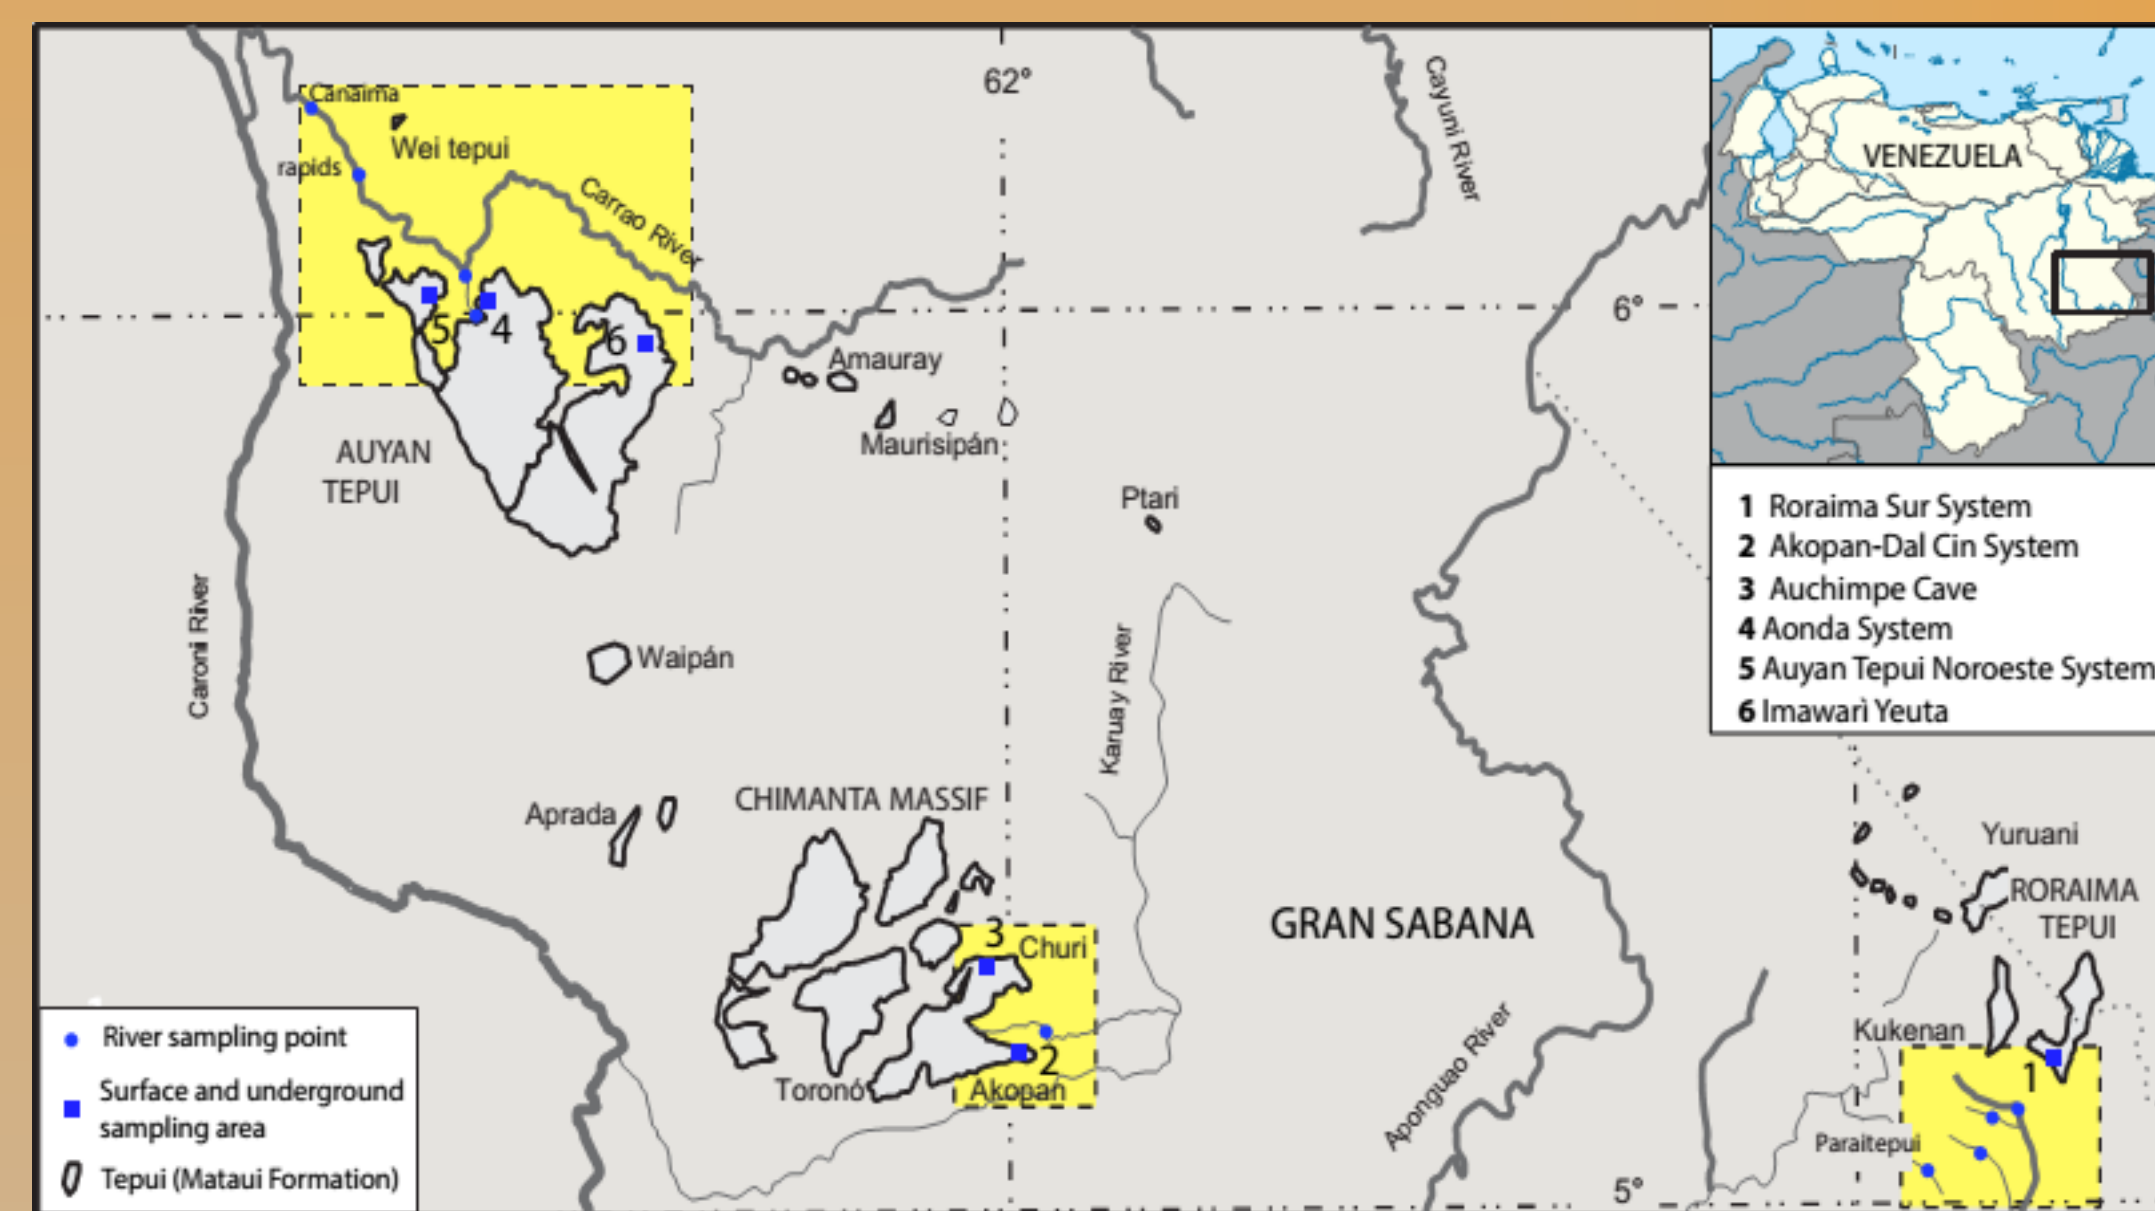 Canaima
Wei tepui
rapids
Carrao River
62°
Cayuni River
VENEZUELA
6°
5
4
6
Amauray
Maurisipán
AUYAN
TEPUI
Ptari
1 Roraima Sur System
2 Akopan-Dal Cin System
3 Auchimpe Cave
4 Aonda System
5 Auyan Tepui Noroeste System
6 Imawarì Yeuta
Caroni River
Waipán
Karuay River
Aprada
CHIMANTA MASSIF
Yuruani
RORAIMA
TEPUI
GRAN SABANA
3
Churi
2
Toronó
Akopan
Aponguao River
Kukenan
1
Paraitepui
5°
River sampling point
Surface and underground
sampling area
Tepui (Mataui Formation)